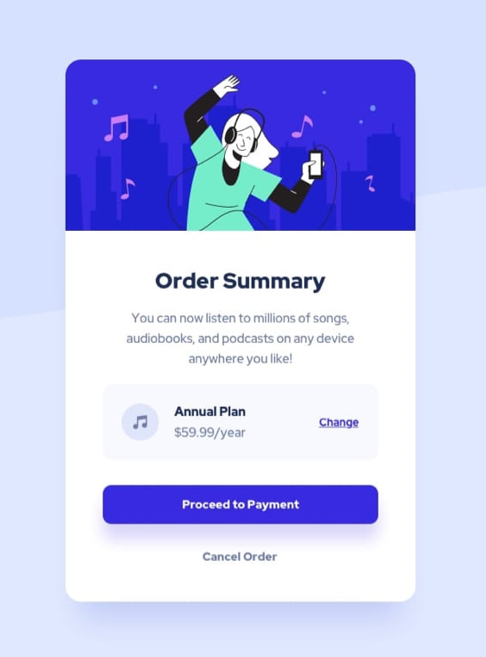 Order Summary
You can now listen to millions of songs,
audiobooks, and podcasts on any device
anywhere you like!
Annual Plan
$59.99/year
Change
Proceed to Payment
Cancel Order